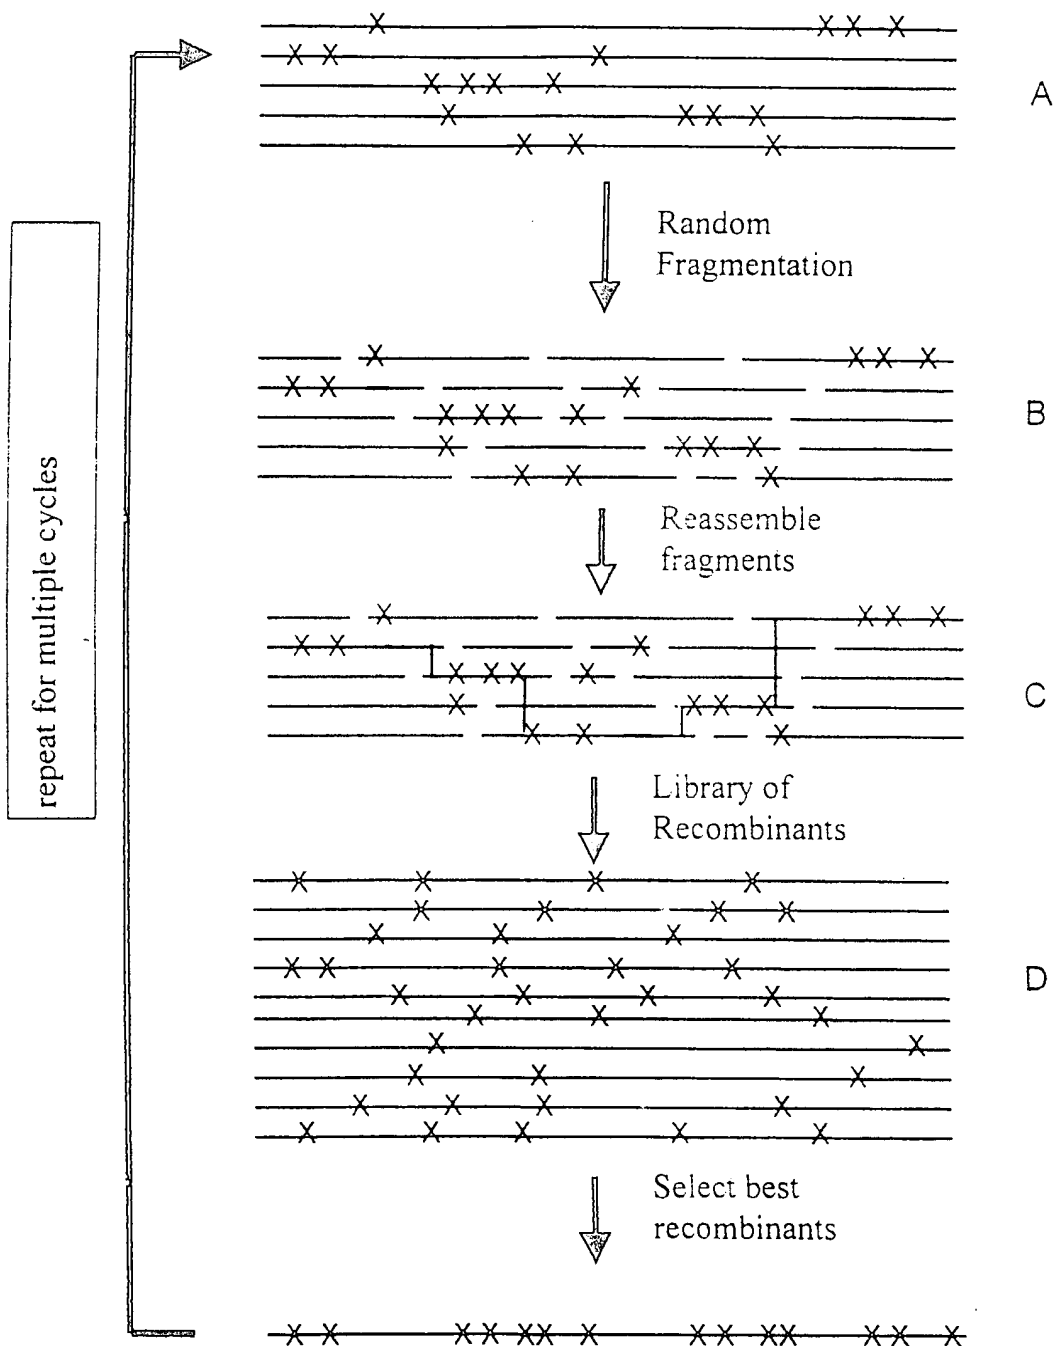 A
Random
Fragmentation
B
Reassemble
fragments
C
Library of
Recombinants
D
Select best
recombinants
repeat for multiple cycles